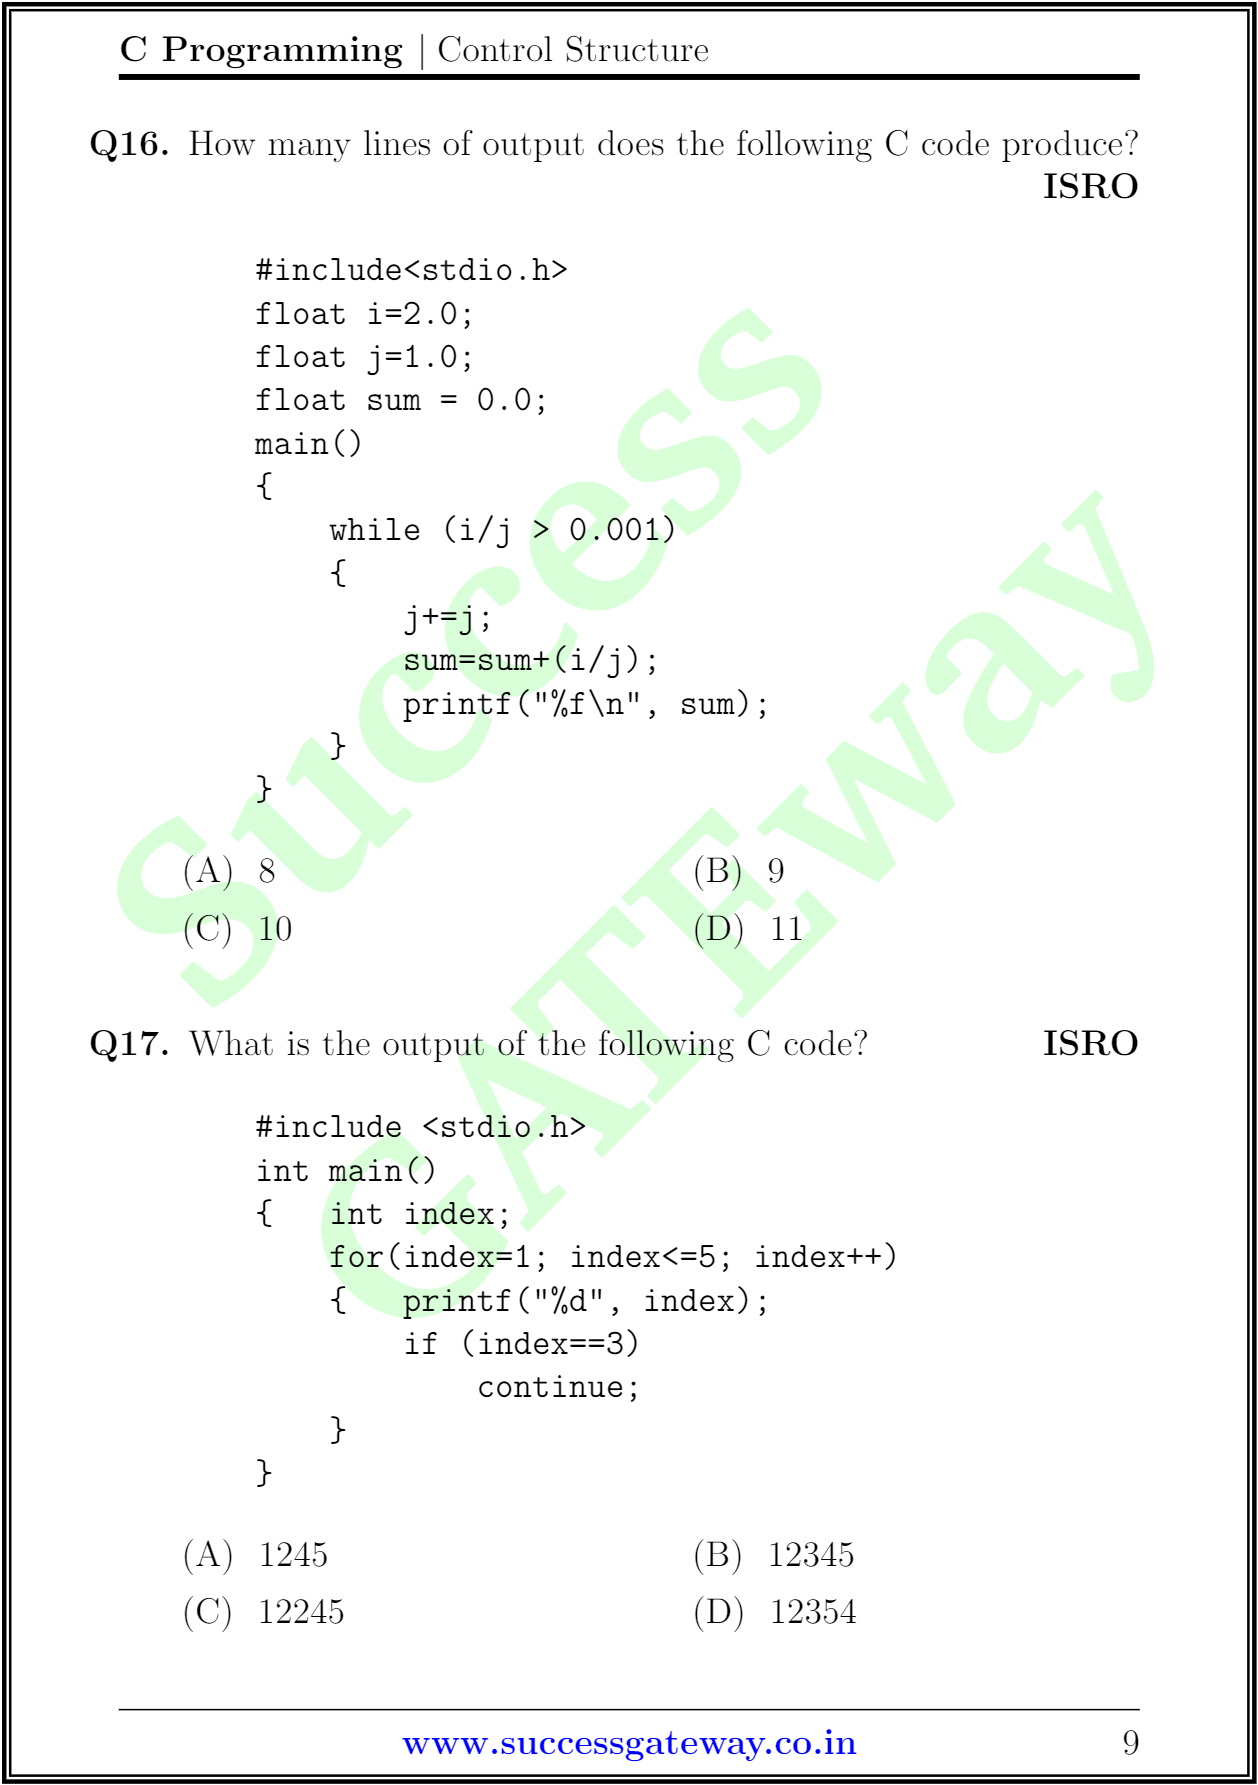 C Programming | Control Structure
Q16. How many lines of output does the following C code produce?
ISRO
#include<stdio.h>
float i=2.0;
float j=1.0;
float sum = 0.0;
main()
{
while (i/j > 0.001)
{
j+=j;
sum=sum+(i/j);
printf("%f\n", sum);
}
}
(A) 8 (B) 9
(C) 10 (D) 11
Q17. What is the output of the following C code? ISRO
#include <stdio.h>
int main()
{ int index;
for(index=1; index<=5; index++)
{ printf("%d", index);
if (index==3)
continue;
}
}
(A) 1245 (B) 12345
(C) 12245 (D) 12354
www.successgateway.co.in 9
Success
GATEway